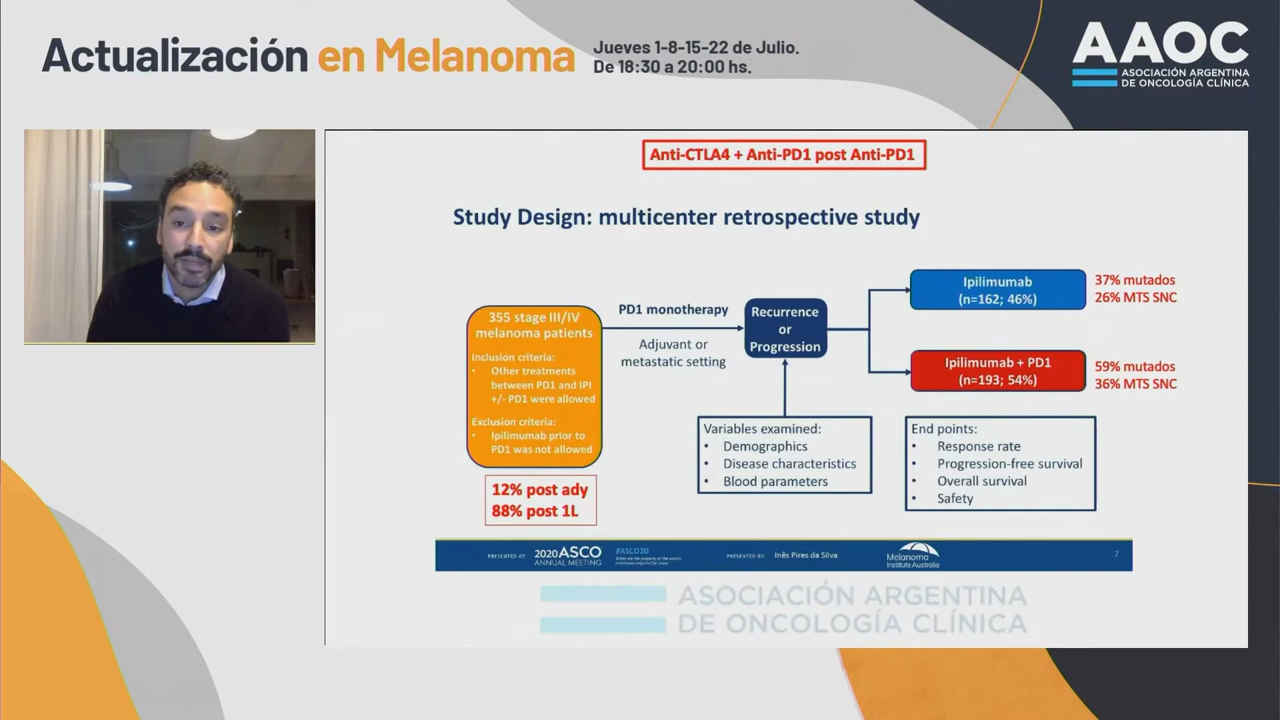 Actualización en Melanoma
Jueves 1-8-15-22 de Julio.
De 18:30 a 20:00 hs.
AAOC
ASOCIACIÓN ARGENTINA
DE ONCOLOGÍA CLÍNICA
Anti-CTLA4 + Anti-PD1 post Anti-PD1
Study Design: multicenter retrospective study
355 stage III/IV
melanoma patients
Inclusion criteria:
• Other treatments
between PD1 and IPI
+/- PD1 were allowed
Exclusion criteria:
• Ipilimumab prior to
PD1 was not allowed
12% post ady
88% post 1L
PD1 monotherapy
Adjuvant or
metastatic setting
Recurrence
or
Progression
Ipilimumab
(n=162; 46%)
37% mutados
26% MTS SNC
Ipilimumab + PD1
(n=193; 54%)
59% mutados
36% MTS SNC
Variables examined:
• Demographics
• Disease characteristics
• Blood parameters
End points:
• Response rate
• Progression-free survival
• Overall survival
• Safety
PRESENTED AT:
2020 ASCO
ANNUAL MEETING
#ASCO20
PRESENTED BY:
Inês Pires da Silva
Melanoma
Institute Australia
7
ASOCIACIÓN ARGENTINA
DE ONCOLOGÍA CLÍNICA